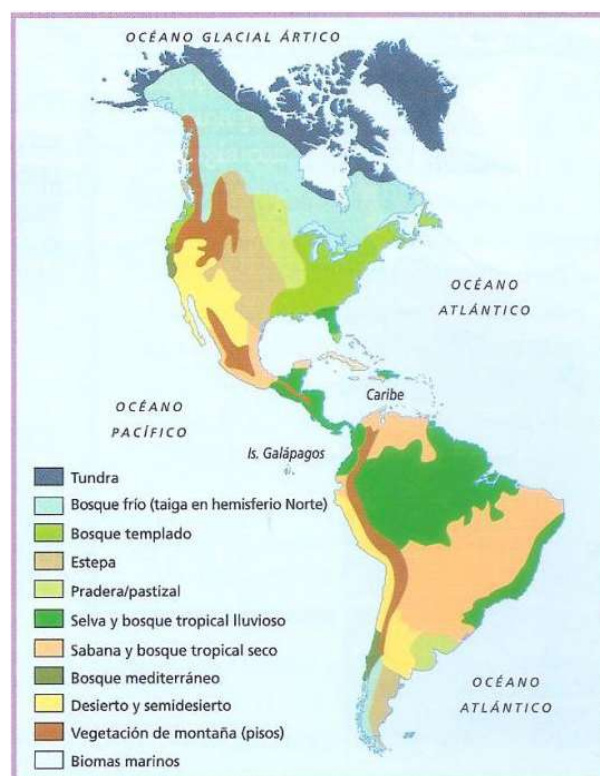 OCÉANO GLACIAL ÁRTICO
OCÉANO
ATLÁNTICO
OCÉANO
PACÍFICO
Caribe
Is. Galápagos
Tundra
Bosque frío (taiga en hemisferio Norte)
Bosque templado
Estepa
Pradera/pastizal
Selva y bosque tropical lluvioso
Sabana y bosque tropical seco
Bosque mediterráneo
Desierto y semidesierto
Vegetación de montaña (pisos)
Biomas marinos
OCÉANO
ATLÁNTICO